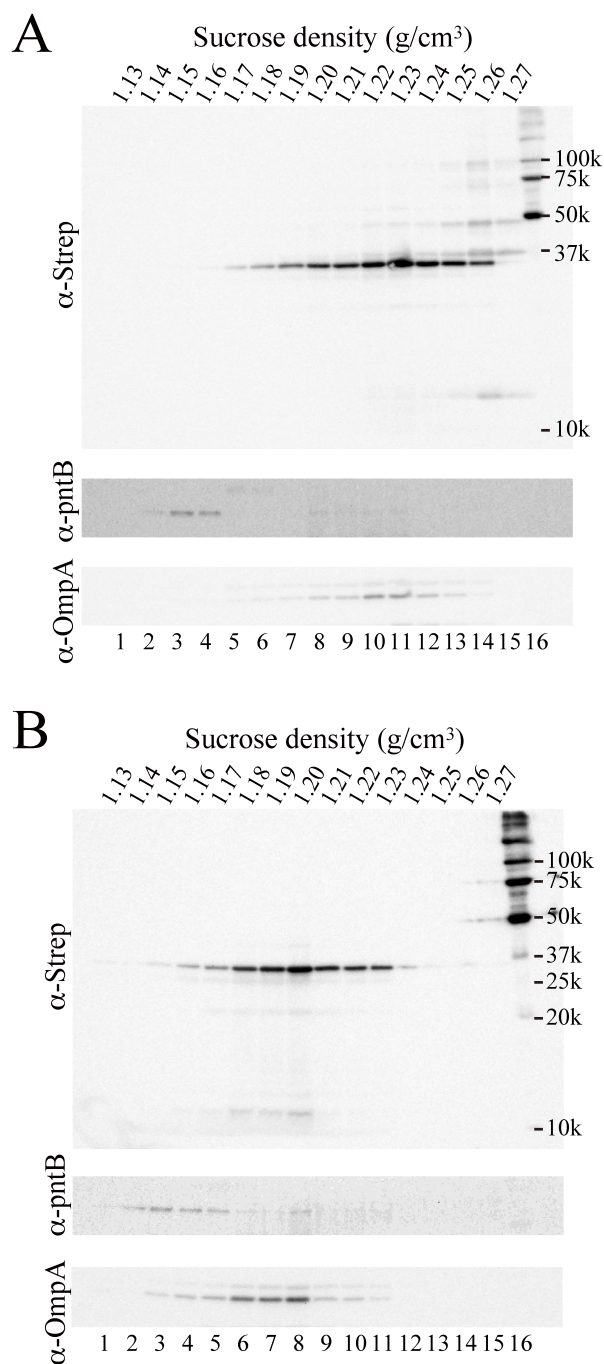 A
Sucrose density (g/cm³)
1.13 1.14 1.15 1.16 1.17 1.18 1.19 1.20 1.21 1.22 1.23 1.24 1.25 1.26 1.27
α-Strep
100k
75k
50k
37k
10k
α-pntB
α-OmpA
1 2 3 4 5 6 7 8 9 10 11 12 13 14 15 16
B
Sucrose density (g/cm³)
1.13 1.14 1.15 1.16 1.17 1.18 1.19 1.20 1.21 1.22 1.23 1.24 1.25 1.26 1.27
α-Strep
100k
75k
50k
37k
25k
20k
10k
α-pntB
α-OmpA
1 2 3 4 5 6 7 8 9 10 11 12 13 14 15 16